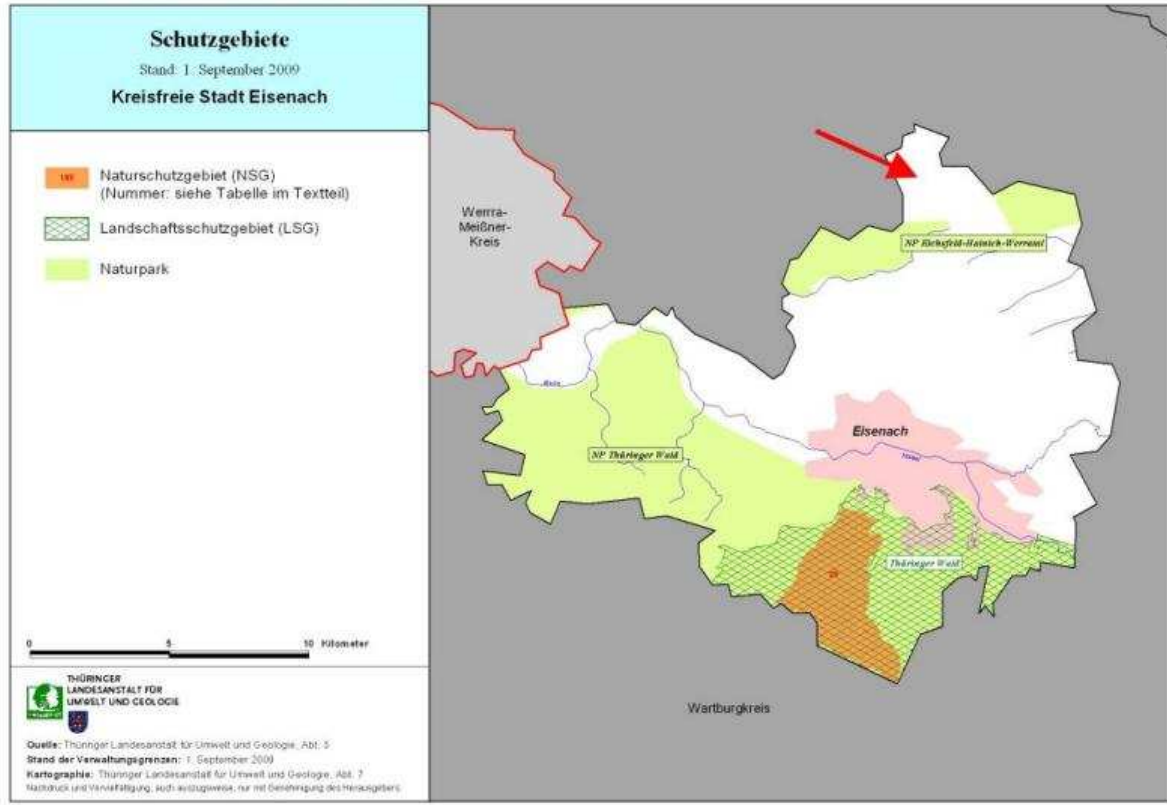 Schutzgebiete
Stand: 1. September 2009
Kreisfreie Stadt Eisenach
Naturschutzgebiet (NSG)
(Nummer: siehe Tabelle im Textteil)
Landschaftsschutzgebiet (LSG)
Naturpark
0 5 10 Kilometer
THÜRINGER
LANDESANSTALT FÜR
UMWELT UND GEOLOGIE
Quelle: Thüringer Landesanstalt für Umwelt und Geologie, Abt. 3
Stand der Verwaltungsgrenzen: 1. September 2009
Kartographie: Thüringer Landesanstalt für Umwelt und Geologie, Abt. 7
Nachdruck und Vervielfältigung, auch auszugsweise, nur mit Genehmigung des Herausgebers
Werra-
Meißner-
Kreis
NP Eichsfeld-Hainich-Werratal
Eisenach
NP Thüringer Wald
Thüringer Wald
Wartburgkreis